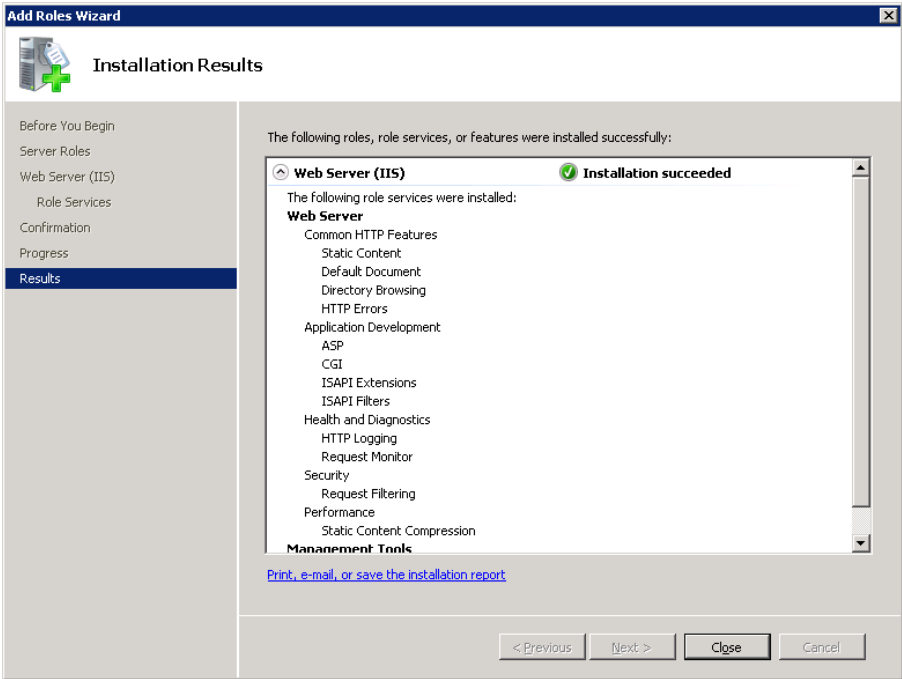 Add Roles Wizard
Installation Results
Before You Begin
Server Roles
Web Server (IIS)
Role Services
Confirmation
Progress
Results
The following roles, role services, or features were installed successfully:
Web Server (IIS) Installation succeeded
The following role services were installed:
Web Server
Common HTTP Features
Static Content
Default Document
Directory Browsing
HTTP Errors
Application Development
ASP
CGI
ISAPI Extensions
ISAPI Filters
Health and Diagnostics
HTTP Logging
Request Monitor
Security
Request Filtering
Performance
Static Content Compression
Management Tools
Print, e-mail, or save the installation report
< Previous Next > Close Cancel